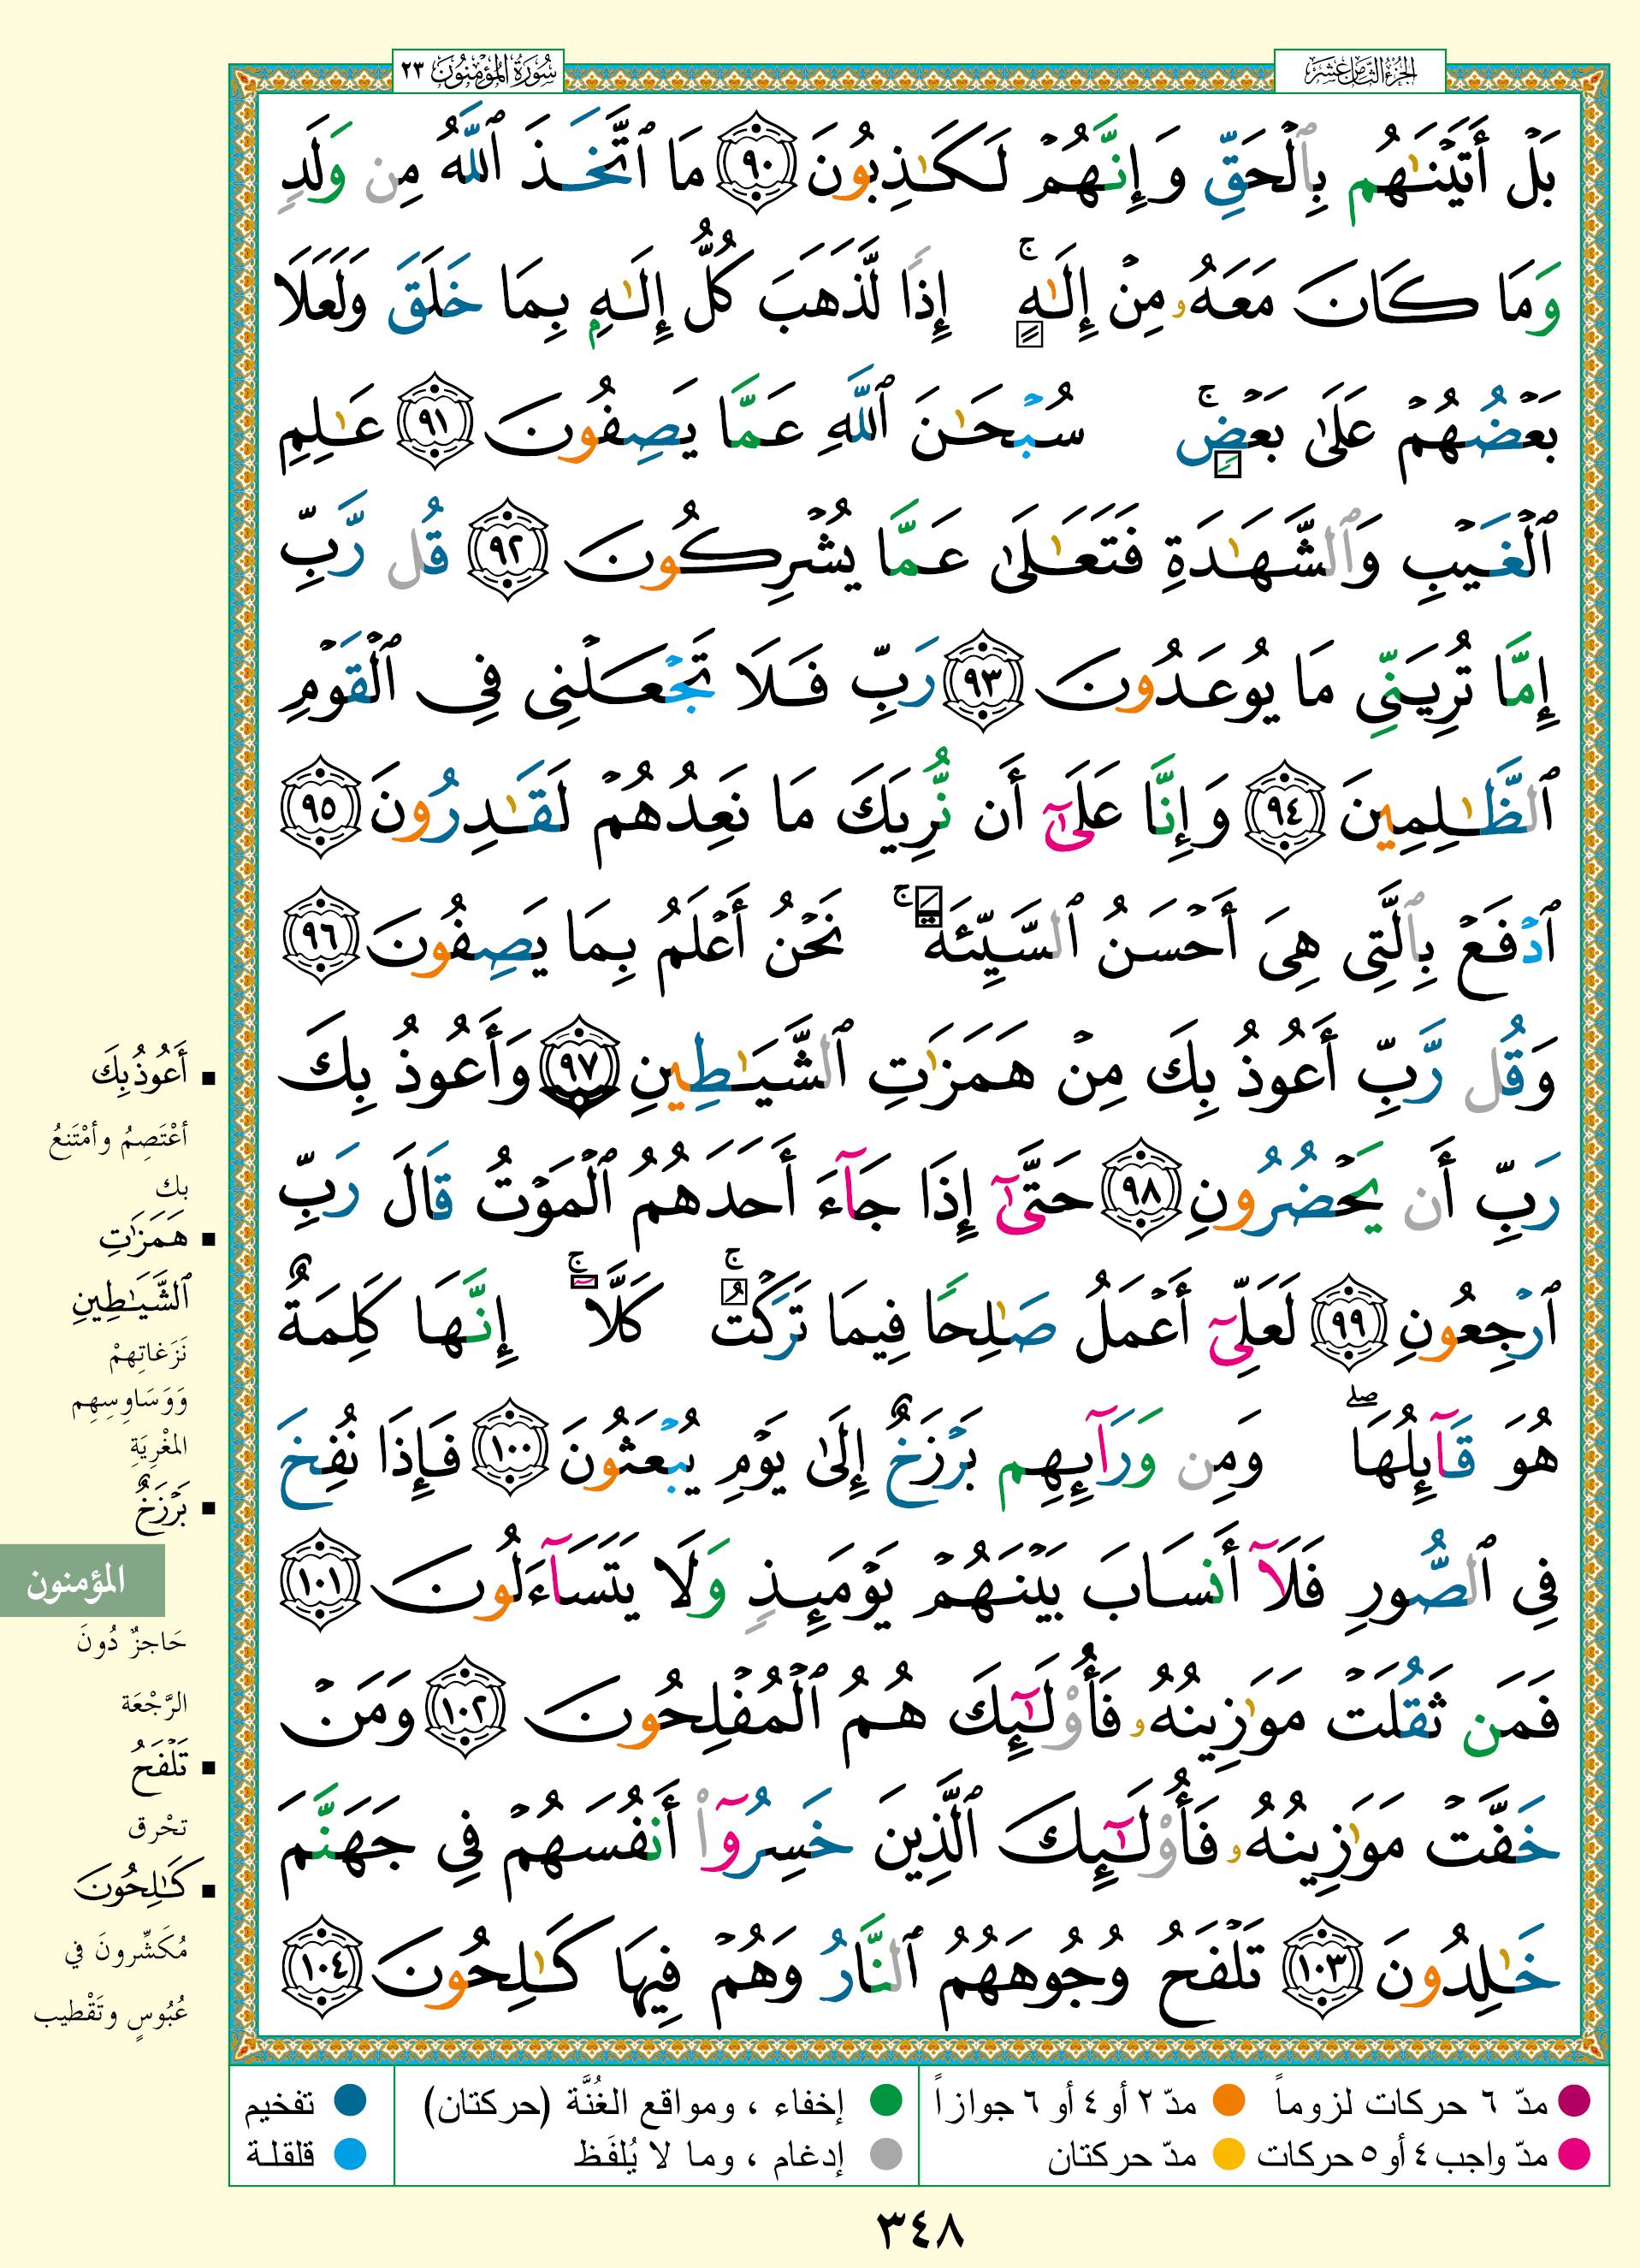 الجزء الثامن عشر
سورة المؤمنون ٢٣
بَلْ أَتَيْنَٰهُم بِٱلْحَقِّ وَإِنَّهُمْ لَكَٰذِبُونَ ٩٠ مَا ٱتَّخَذَ ٱللَّهُ مِن وَلَدٍ
وَمَا كَانَ مَعَهُۥ مِنْ إِلَٰهٍ ۚ إِذًا لَّذَهَبَ كُلُّ إِلَٰهٍۭ بِمَا خَلَقَ وَلَعَلَا
بَعْضُهُمْ عَلَىٰ بَعْضٍ ۚ سُبْحَٰنَ ٱللَّهِ عَمَّا يَصِفُونَ ٩١ عَٰلِمِ
ٱلْغَيْبِ وَٱلشَّهَٰدَةِ فَتَعَٰلَىٰ عَمَّا يُشْرِكُونَ ٩٢ قُل رَّبِّ
إِمَّا تُرِيَنِّى مَا يُوعَدُونَ ٩٣ رَبِّ فَلَا تَجْعَلْنِى فِى ٱلْقَوْمِ
ٱلظَّٰلِمِينَ ٩٤ وَإِنَّا عَلَىٰٓ أَن نُّرِيَكَ مَا نَعِدُهُمْ لَقَٰدِرُونَ ٩٥
ٱدْفَعْ بِٱلَّتِى هِىَ أَحْسَنُ ٱلسَّيِّئَةَ ۚ نَحْنُ أَعْلَمُ بِمَا يَصِفُونَ ٩٦
وَقُل رَّبِّ أَعُوذُ بِكَ مِنْ هَمَزَٰتِ ٱلشَّيَٰطِينِ ٩٧ وَأَعُوذُ بِكَ
رَبِّ أَن يَحْضُرُونِ ٩٨ حَتَّىٰٓ إِذَا جَآءَ أَحَدَهُمُ ٱلْمَوْتُ قَالَ رَبِّ
ٱرْجِعُونِ ٩٩ لَعَلِّىٓ أَعْمَلُ صَٰلِحًا فِيمَا تَرَكْتُ ۚ كَلَّآ ۚ إِنَّهَا كَلِمَةٌ
هُوَ قَآئِلُهَا ۖ وَمِن وَرَآئِهِم بَرْزَخٌ إِلَىٰ يَوْمِ يُبْعَثُونَ ١٠٠ فَإِذَا نُفِخَ
فِى ٱلصُّورِ فَلَآ أَنسَابَ بَيْنَهُمْ يَوْمَئِذٍ وَلَا يَتَسَآءَلُونَ ١٠١
فَمَن ثَقُلَتْ مَوَٰزِينُهُۥ فَأُو۟لَٰٓئِكَ هُمُ ٱلْمُفْلِحُونَ ١٠٢ وَمَنْ
خَفَّتْ مَوَٰزِينُهُۥ فَأُو۟لَٰٓئِكَ ٱلَّذِينَ خَسِرُوٓا۟ أَنفُسَهُمْ فِى جَهَنَّمَ
خَٰلِدُونَ ١٠٣ تَلْفَحُ وُجُوهَهُمُ ٱلنَّارُ وَهُمْ فِيهَا كَٰلِحُونَ ١٠٤
▪ أَعُوذُ بِكَ
أعْتَصِمُ وأمْتَنِعُ
بِكَ
▪ هَمَزَٰتِ
ٱلشَّيَٰطِينِ
نَزَغاتِهِمْ
وَوَسَاوِسِهِم
المُغْرِيَةِ
▪ بَرْزَخٌ
المؤمنون
حَاجزٌ دُونَ
الرَّجْعَة
▪ تَلْفَحُ
تحْرق
▪ كَٰلِحُونَ
مُكَشِّرونَ في
عُبُوسٍ وتَقْطيب
مدّ ٦ حركات لزوماً ● مدّ ٢ أو ٤ أو ٦ جوازاً ● إخفاء ، ومواقع الغُنَّة (حركتان) ● تفخيم
مدّ واجب ٤ أو ٥ حركات ● مدّ حركتان ● إدغام ، وما لا يُلفَظ ● قلقلة
٣٤٨